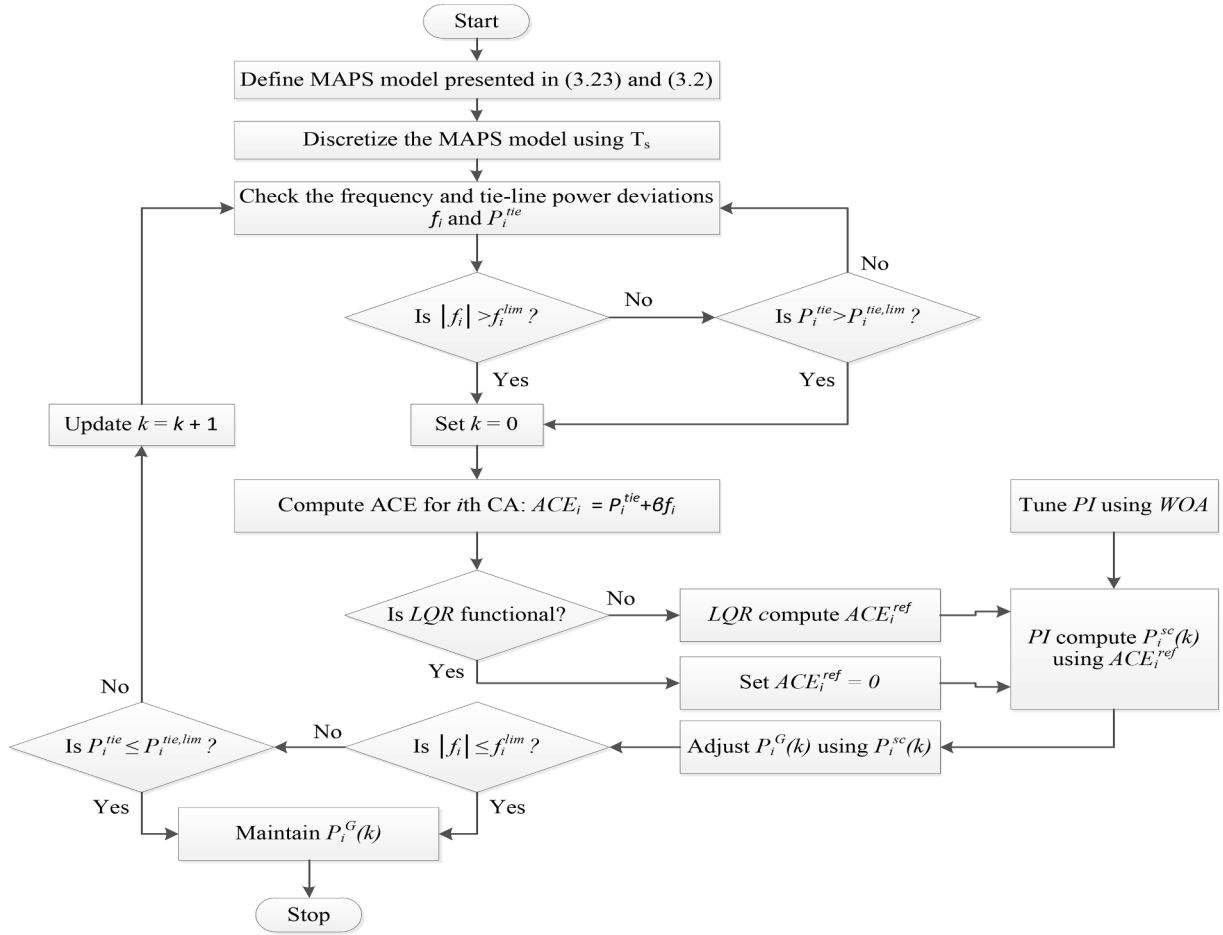 Start
Define MAPS model presented in (3.23) and (3.2)
Discretize the MAPS model using Tₛ
Check the frequency and tie-line power deviations
fᵢ and Pᵢᵗⁱᵉ
No
Is |fᵢ| >fᵢˡⁱᵐ ?
No
Is Pᵢᵗⁱᵉ>Pᵢᵗⁱᵉ,ˡⁱᵐ ?
Yes
Yes
Update k = k + 1
Set k = 0
Compute ACE for ith CA: ACEᵢ = Pᵢᵗⁱᵉ+βfᵢ
Tune PI using WOA
Is LQR functional?
No
LQR compute ACEᵢʳᵉᶠ
PI compute Pᵢˢᶜ(k)
using ACEᵢʳᵉᶠ
Yes
Set ACEᵢʳᵉᶠ = 0
No
Is Pᵢᵗⁱᵉ ≤ Pᵢᵗⁱᵉ,ˡⁱᵐ ?
No
Is |fᵢ| ≤ fᵢˡⁱᵐ ?
Adjust Pᵢᴳ(k) using Pᵢˢᶜ(k)
Yes
Yes
Maintain Pᵢᴳ(k)
Stop